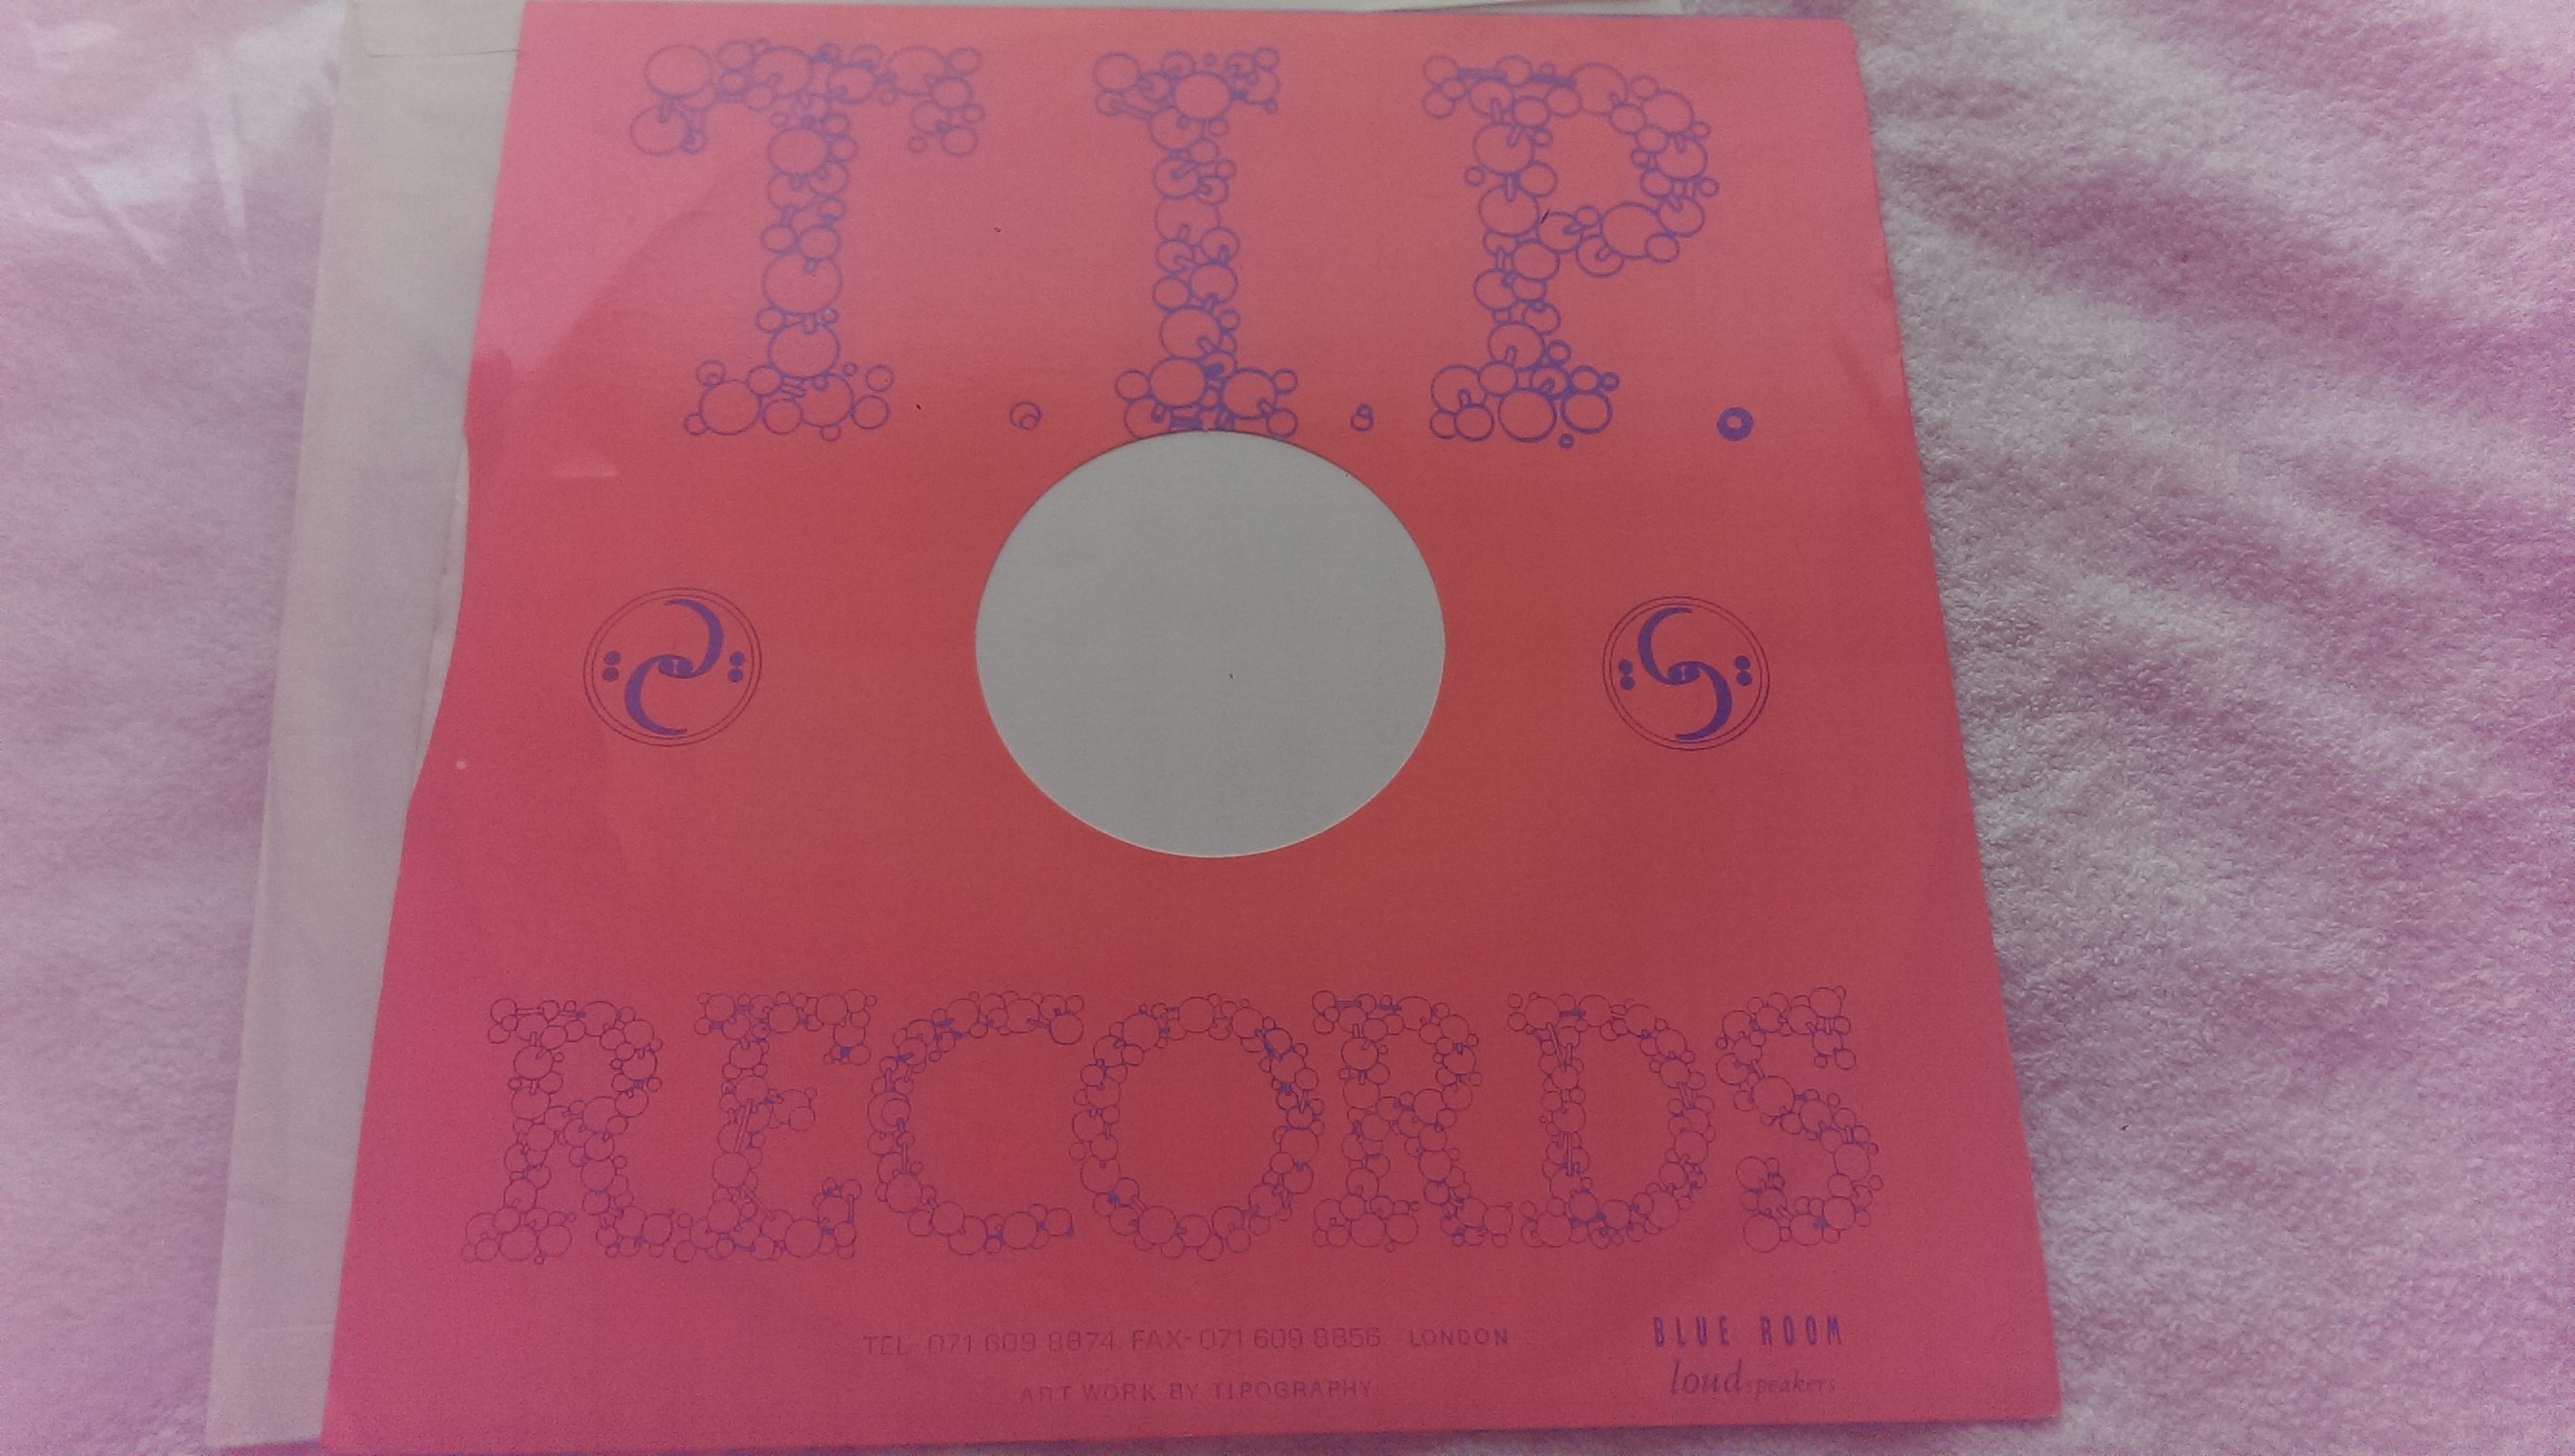 T.I.P.
RECORDS
TEL- 071 609 8874. FAX- 071 609 8856. LONDON
ART WORK BY TIPOGRAPHY
BLUE ROOM
loudspeakers